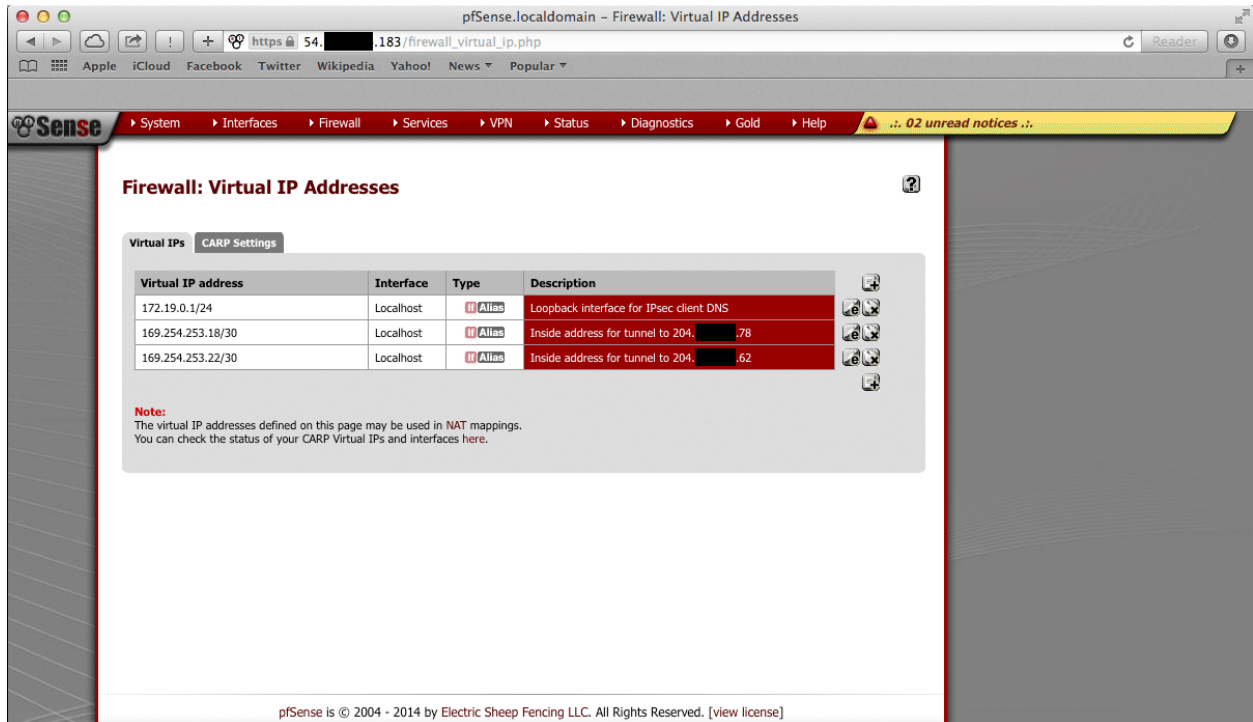 pfSense.localdomain – Firewall: Virtual IP Addresses
https 54. .183/firewall_virtual_ip.php Reader
Apple iCloud Facebook Twitter Wikipedia Yahoo! News Popular
Sense System Interfaces Firewall Services VPN Status Diagnostics Gold Help .:. 02 unread notices .:.
Firewall: Virtual IP Addresses ?
Virtual IPs CARP Settings
Virtual IP address Interface Type Description
172.19.0.1/24 Localhost If Alias Loopback interface for IPsec client DNS
169.254.253.18/30 Localhost If Alias Inside address for tunnel to 204. .78
169.254.253.22/30 Localhost If Alias Inside address for tunnel to 204. .62
Note:
The virtual IP addresses defined on this page may be used in NAT mappings.
You can check the status of your CARP Virtual IPs and interfaces here.
pfSense is © 2004 - 2014 by Electric Sheep Fencing LLC. All Rights Reserved. [view license]